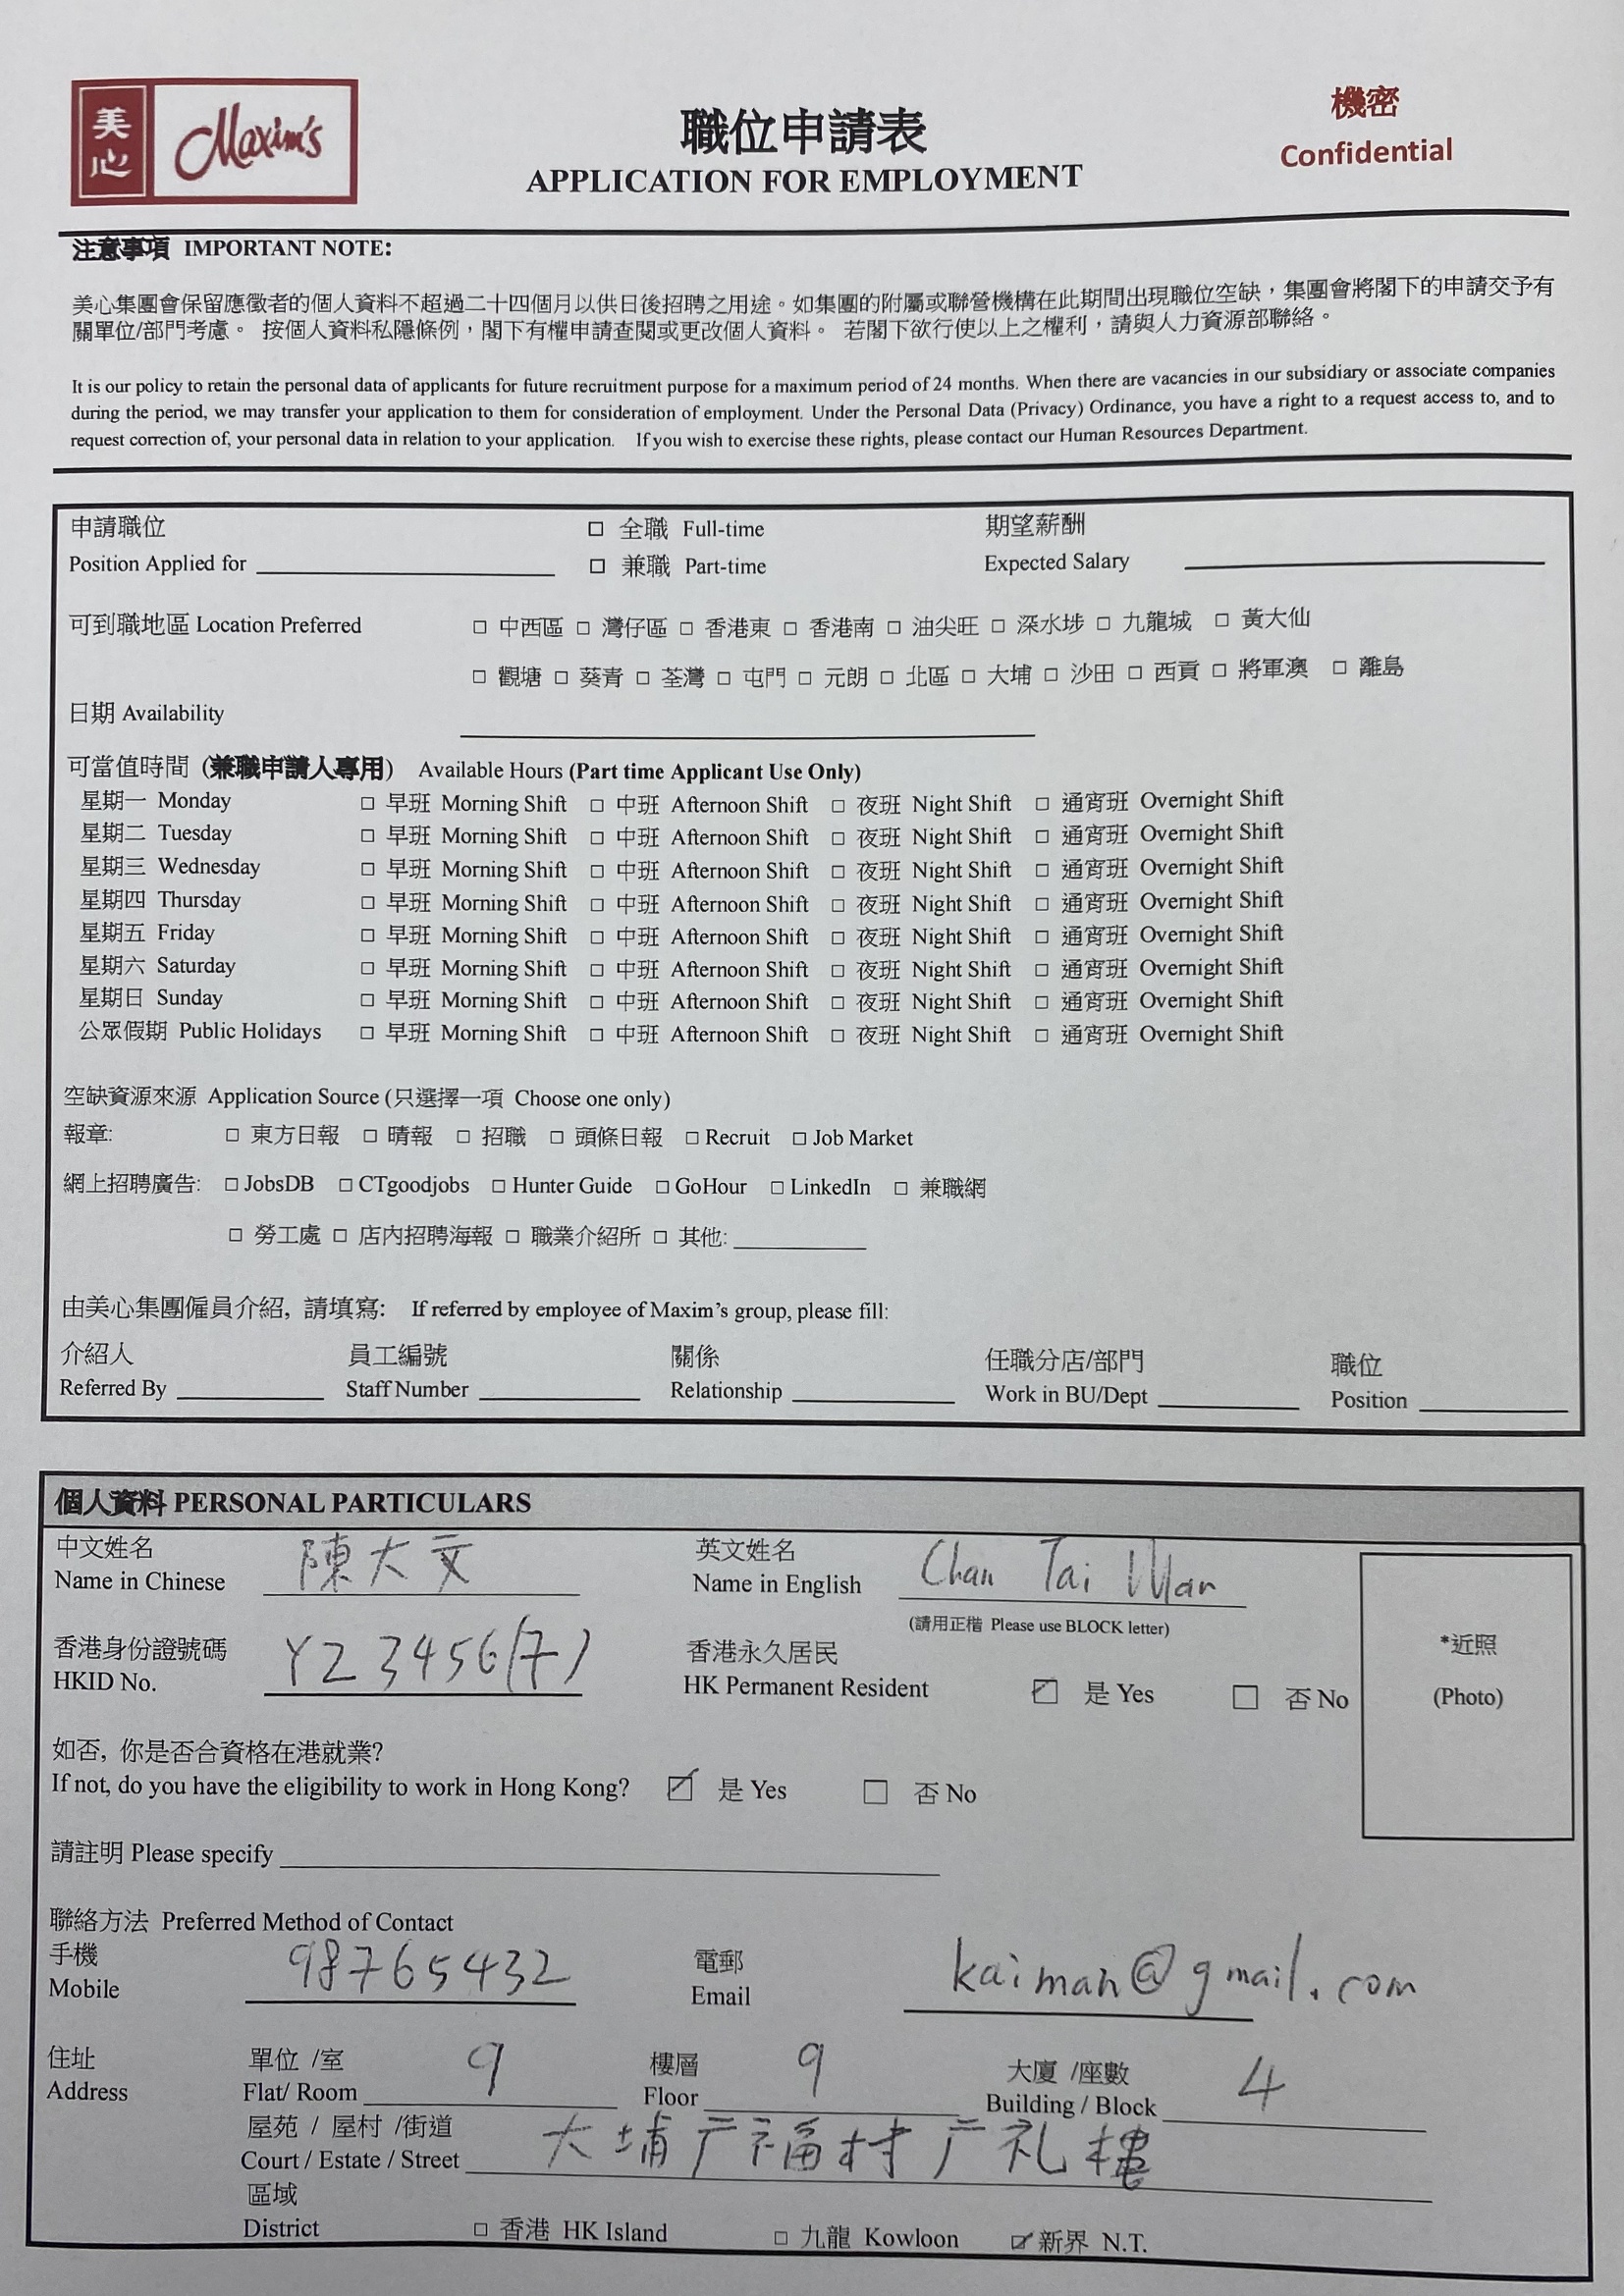 美心 Maxim's
職位申請表
APPLICATION FOR EMPLOYMENT
機密
Confidential
注意事項 IMPORTANT NOTE:
美心集團會保留應徵者的個人資料不超過二十四個月以供日後招聘之用途。如集團的附屬或聯營機構在此期間出現職位空缺，集團會將閣下的申請交予有
關單位/部門考慮。 按個人資料私隱條例，閣下有權申請查閱或更改個人資料。 若閣下欲行使以上之權利，請與人力資源部聯絡。
It is our policy to retain the personal data of applicants for future recruitment purpose for a maximum period of 24 months. When there are vacancies in our subsidiary or associate companies
during the period, we may transfer your application to them for consideration of employment. Under the Personal Data (Privacy) Ordinance, you have a right to a request access to, and to
request correction of, your personal data in relation to your application. If you wish to exercise these rights, please contact our Human Resources Department.
申請職位 □ 全職 Full-time 期望薪酬
Position Applied for □ 兼職 Part-time Expected Salary
可到職地區 Location Preferred □ 中西區 □ 灣仔區 □ 香港東 □ 香港南 □ 油尖旺 □ 深水埗 □ 九龍城 □ 黃大仙
□ 觀塘 □ 葵青 □ 荃灣 □ 屯門 □ 元朗 □ 北區 □ 大埔 □ 沙田 □ 西貢 □ 將軍澳 □ 離島
日期 Availability
可當值時間 (兼職申請人專用) Available Hours (Part time Applicant Use Only)
星期一 Monday □ 早班 Morning Shift □ 中班 Afternoon Shift □ 夜班 Night Shift □ 通宵班 Overnight Shift
星期二 Tuesday □ 早班 Morning Shift □ 中班 Afternoon Shift □ 夜班 Night Shift □ 通宵班 Overnight Shift
星期三 Wednesday □ 早班 Morning Shift □ 中班 Afternoon Shift □ 夜班 Night Shift □ 通宵班 Overnight Shift
星期四 Thursday □ 早班 Morning Shift □ 中班 Afternoon Shift □ 夜班 Night Shift □ 通宵班 Overnight Shift
星期五 Friday □ 早班 Morning Shift □ 中班 Afternoon Shift □ 夜班 Night Shift □ 通宵班 Overnight Shift
星期六 Saturday □ 早班 Morning Shift □ 中班 Afternoon Shift □ 夜班 Night Shift □ 通宵班 Overnight Shift
星期日 Sunday □ 早班 Morning Shift □ 中班 Afternoon Shift □ 夜班 Night Shift □ 通宵班 Overnight Shift
公眾假期 Public Holidays □ 早班 Morning Shift □ 中班 Afternoon Shift □ 夜班 Night Shift □ 通宵班 Overnight Shift
空缺資源來源 Application Source (只選擇一項 Choose one only)
報章: □ 東方日報 □ 晴報 □ 招職 □ 頭條日報 □ Recruit □ Job Market
網上招聘廣告: □ JobsDB □ CTgoodjobs □ Hunter Guide □ GoHour □ LinkedIn □ 兼職網
□ 勞工處 □ 店內招聘海報 □ 職業介紹所 □ 其他:
由美心集團僱員介紹, 請填寫: If referred by employee of Maxim's group, please fill:
介紹人 員工編號 關係 任職分店/部門 職位
Referred By Staff Number Relationship Work in BU/Dept Position
個人資料 PERSONAL PARTICULARS
中文姓名 陳大文 英文姓名 Chan Tai Man
Name in Chinese Name in English
(請用正楷 Please use BLOCK letter)
*近照
(Photo)
香港身份證號碼 Y23456(7) 香港永久居民
HKID No. HK Permanent Resident ☑ 是 Yes □ 否 No
如否, 你是否合資格在港就業?
If not, do you have the eligibility to work in Hong Kong? ☑ 是 Yes □ 否 No
請註明 Please specify
聯絡方法 Preferred Method of Contact
手機 98765432 電郵 kaiman@gmail.com
Mobile Email
住址 單位 /室 9 樓層 9 大廈 /座數 4
Address Flat/ Room Floor Building / Block
屋苑 / 屋村 /街道 大埔广福村广礼樓
Court / Estate / Street
區域
District □ 香港 HK Island □ 九龍 Kowloon ☑ 新界 N.T.